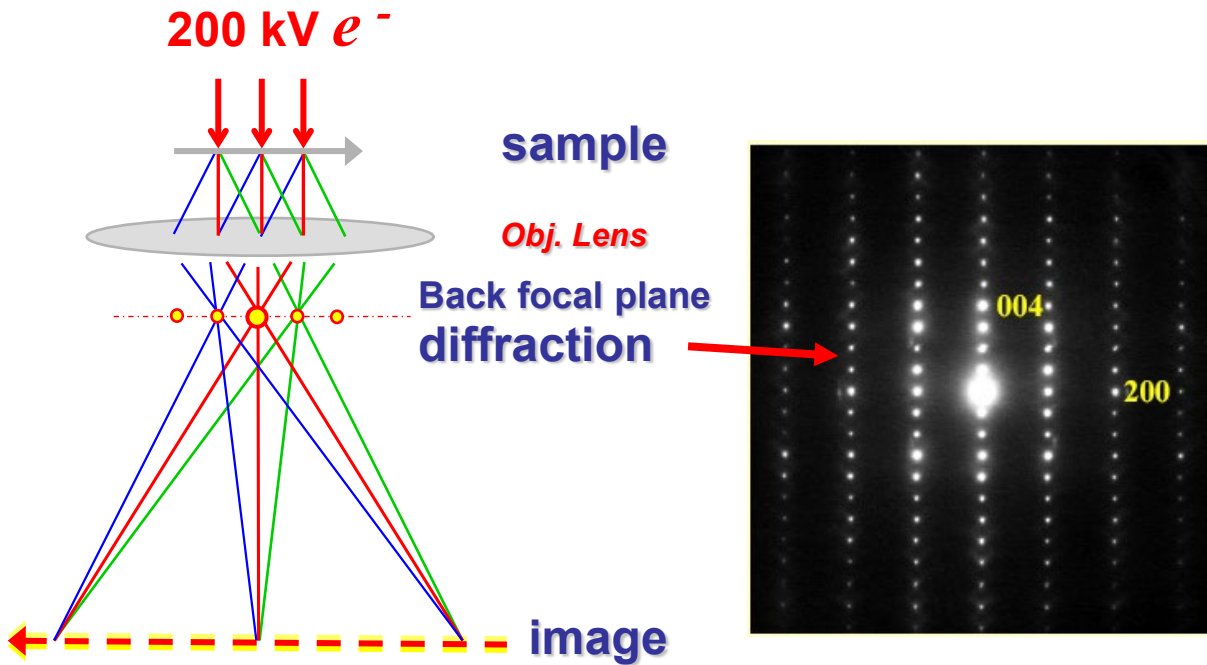 200 kV e -
sample
Obj. Lens
Back focal plane
diffraction
image
004
200